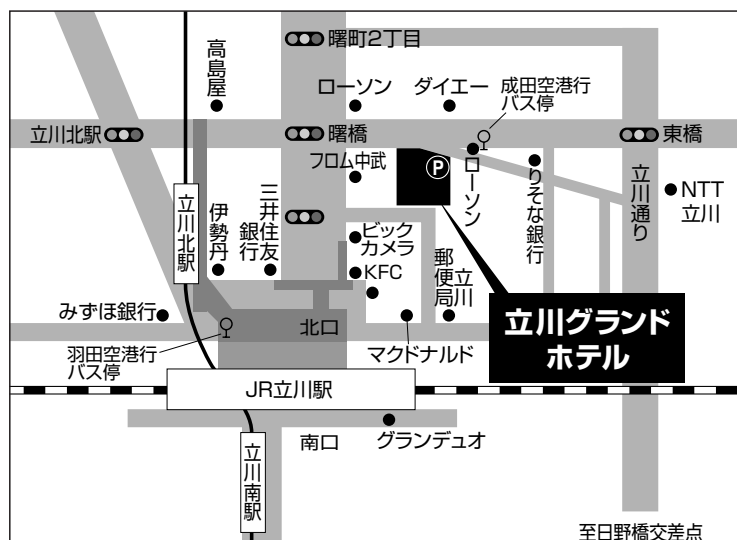 曙町2丁目
高島屋
ローソン
ダイエー
成田空港行
バス停
立川北駅
曙橋
東橋
フロム中武
P
ローソン
りそな銀行
立川通り
NTT
立川
立川北駅
伊勢丹
三井住友
銀行
ビック
カメラ
KFC
立川
郵便局
みずほ銀行
北口
立川グランド
ホテル
羽田空港行
バス停
マクドナルド
JR立川駅
南口
グランデュオ
立川南駅
至日野橋交差点